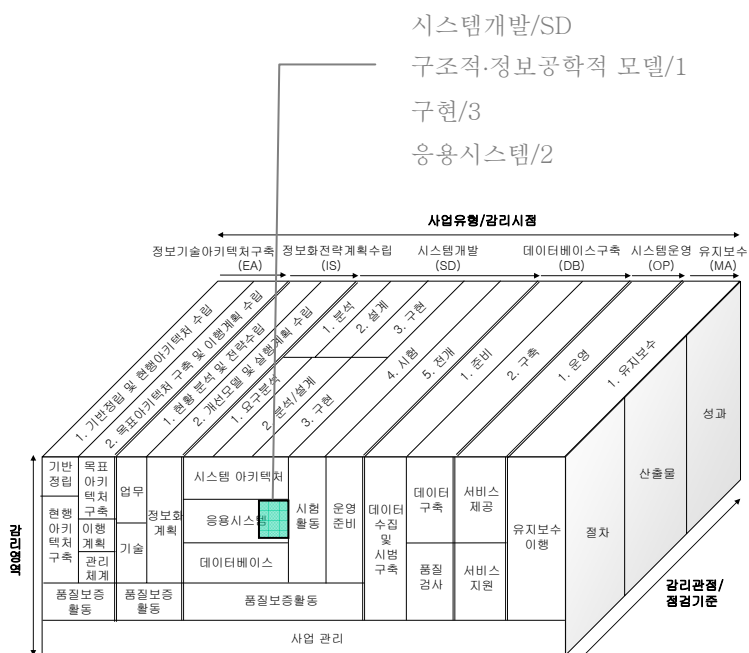 시스템개발/SD
구조적·정보공학적 모델/1
구현/3
응용시스템/2
사업유형/감리시점
정보기술아키텍처구축
(EA)
정보화전략계획수립
(IS)
시스템개발
(SD)
데이터베이스구축
(DB)
시스템운영
(OP)
유지보수
(MA)
1. 기반정립 및 현행아키텍처 수립
2. 목표아키텍처 구축 및 이행계획 수립
1. 현황 분석 및 전략수립
2. 개선모델 및 실행계획 수립
1. 분석
2. 설계
3. 구현
1. 요구분석
2. 분석/설계
3. 구현
4. 시험
5. 전개
1. 준비
2. 구축
1. 운영
1. 유지보수
감리영역
기반
정립
현행
아키
텍처
구축
목표
아키
텍처
구축
이행
계획
관리
체계
업무
기술
정보화
계획
시스템 아키텍처
응용시스템
데이터베이스
시험
활동
운영
준비
데이터
수집
및
시범
구축
데이터
구축
품질
검사
서비스
제공
서비스
지원
유지보수
이행
품질보증
활동
품질보증
활동
품질보증활동
사업 관리
절차
산출물
성과
감리관점/
점검기준